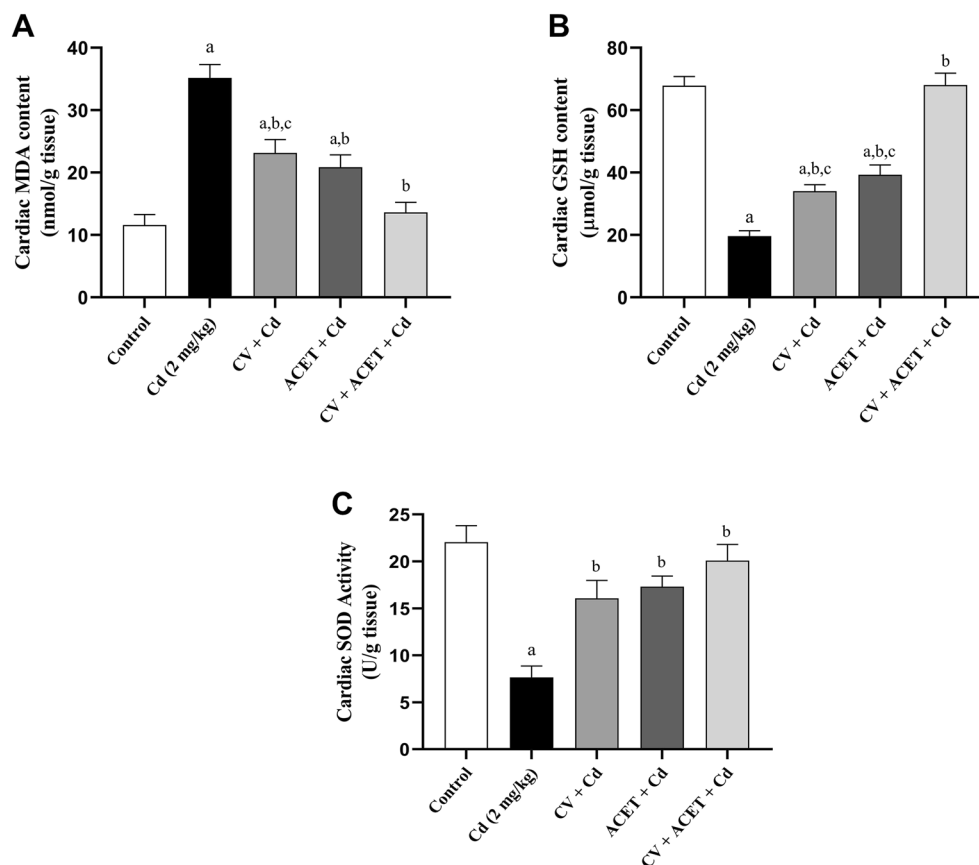 A
Cardiac MDA content
(nmol/g tissue)
40
30
20
10
0
a
a,b,c
a,b
b
Control
Cd (2 mg/kg)
CV + Cd
ACET + Cd
CV + ACET + Cd
B
Cardiac GSH content
(μmol/g tissue)
80
60
40
20
0
a
a,b,c
a,b,c
b
Control
Cd (2 mg/kg)
CV + Cd
ACET + Cd
CV + ACET + Cd
C
Cardiac SOD Activity
(U/g tissue)
25
20
15
10
5
0
a
b
b
b
Control
Cd (2 mg/kg)
CV + Cd
ACET + Cd
CV + ACET + Cd